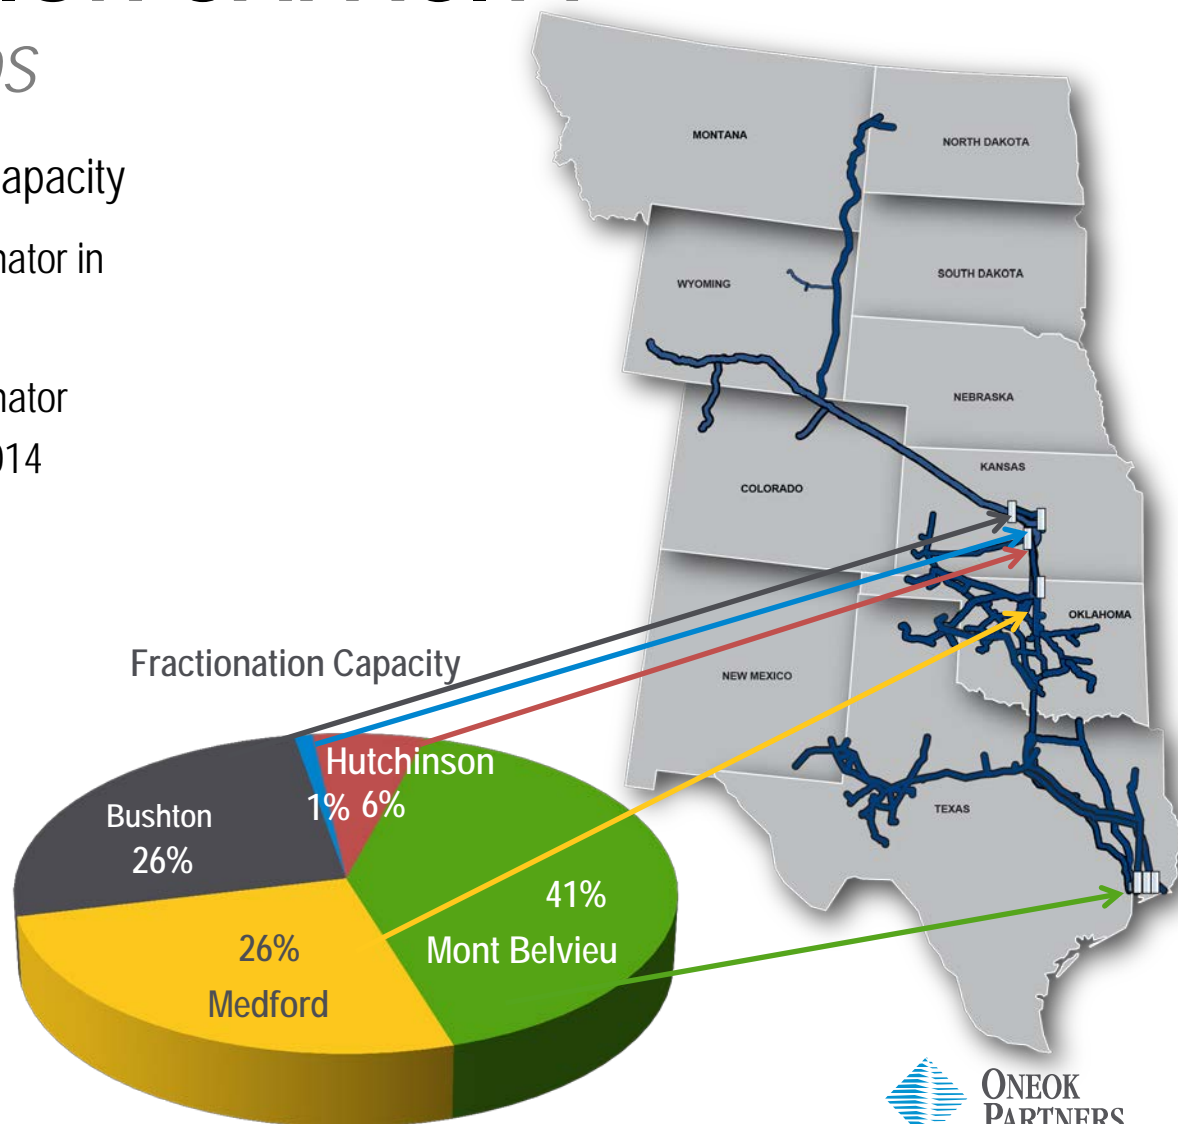 OS
apacity
nator in
nator
014
MONTANA
NORTH DAKOTA
WYOMING
SOUTH DAKOTA
NEBRASKA
KANSAS
COLORADO
OKLAHOMA
NEW MEXICO
TEXAS
Fractionation Capacity
Hutchinson
1% 6%
Bushton
26%
41%
Mont Belvieu
26%
Medford
ONEOK
PARTNERS